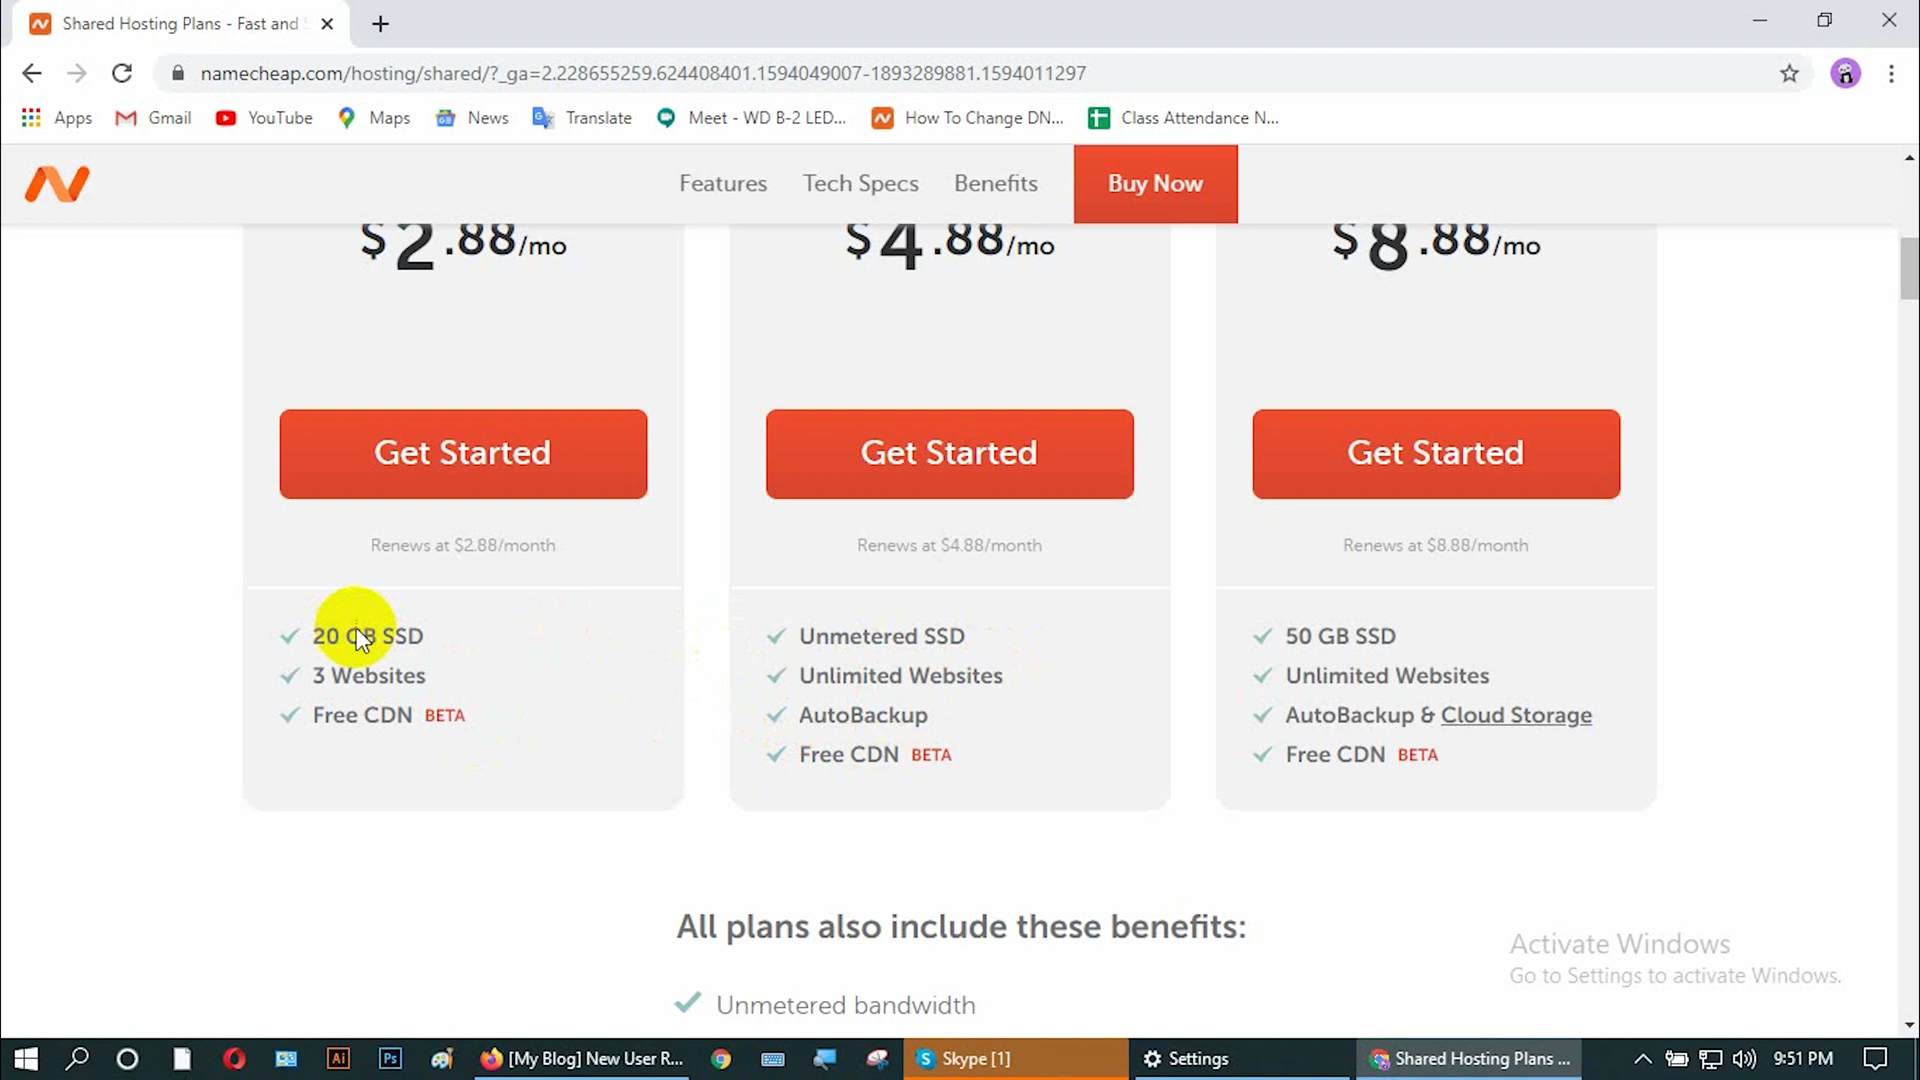 Shared Hosting Plans - Fast and
namecheap.com/hosting/shared/?_ga=2.228655259.624408401.1594049007-1893289881.1594011297
Apps Gmail YouTube Maps News Translate Meet - WD B-2 LED... How To Change DN... Class Attendance N...
Features Tech Specs Benefits Buy Now
$2.88/mo $4.88/mo $8.88/mo
Get Started Get Started Get Started
Renews at $2.88/month Renews at $4.88/month Renews at $8.88/month
20 GB SSD
3 Websites
Free CDN BETA
Unmetered SSD
Unlimited Websites
AutoBackup
Free CDN BETA
50 GB SSD
Unlimited Websites
AutoBackup & Cloud Storage
Free CDN BETA
All plans also include these benefits:
Unmetered bandwidth
Activate Windows
Go to Settings to activate Windows.
Ai Ps [My Blog] New User R... Skype [1] Settings Shared Hosting Plans ... 9:51 PM